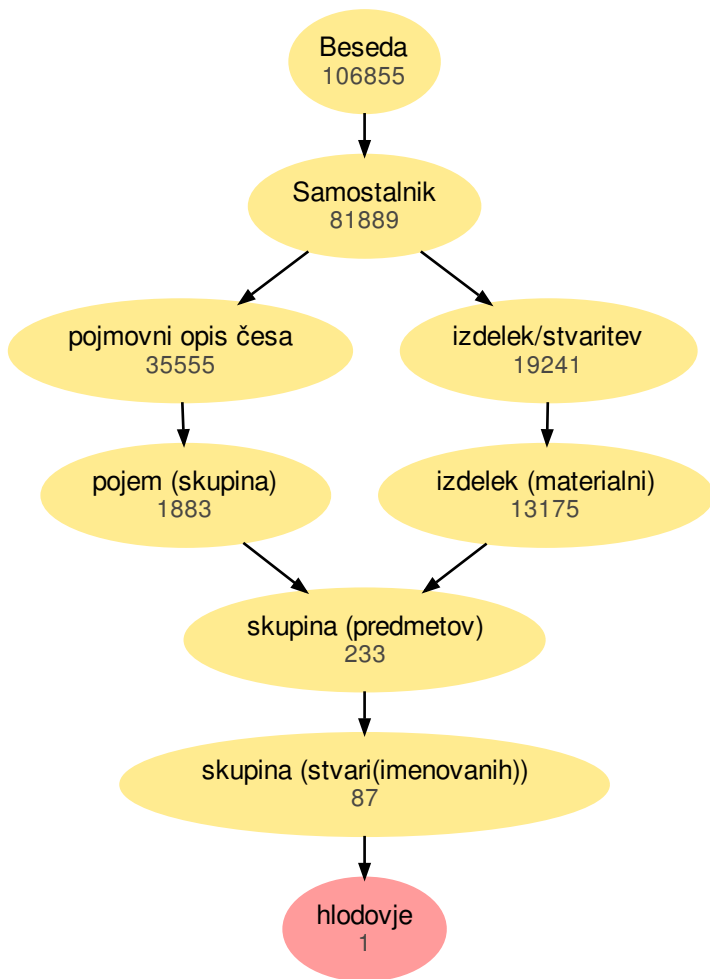 Beseda
106855
Samostalnik
81889
pojmovni opis česa
35555
izdelek/stvaritev
19241
pojem (skupina)
1883
izdelek (materialni)
13175
skupina (predmetov)
233
skupina (stvari(imenovanih))
87
hlodovje
1